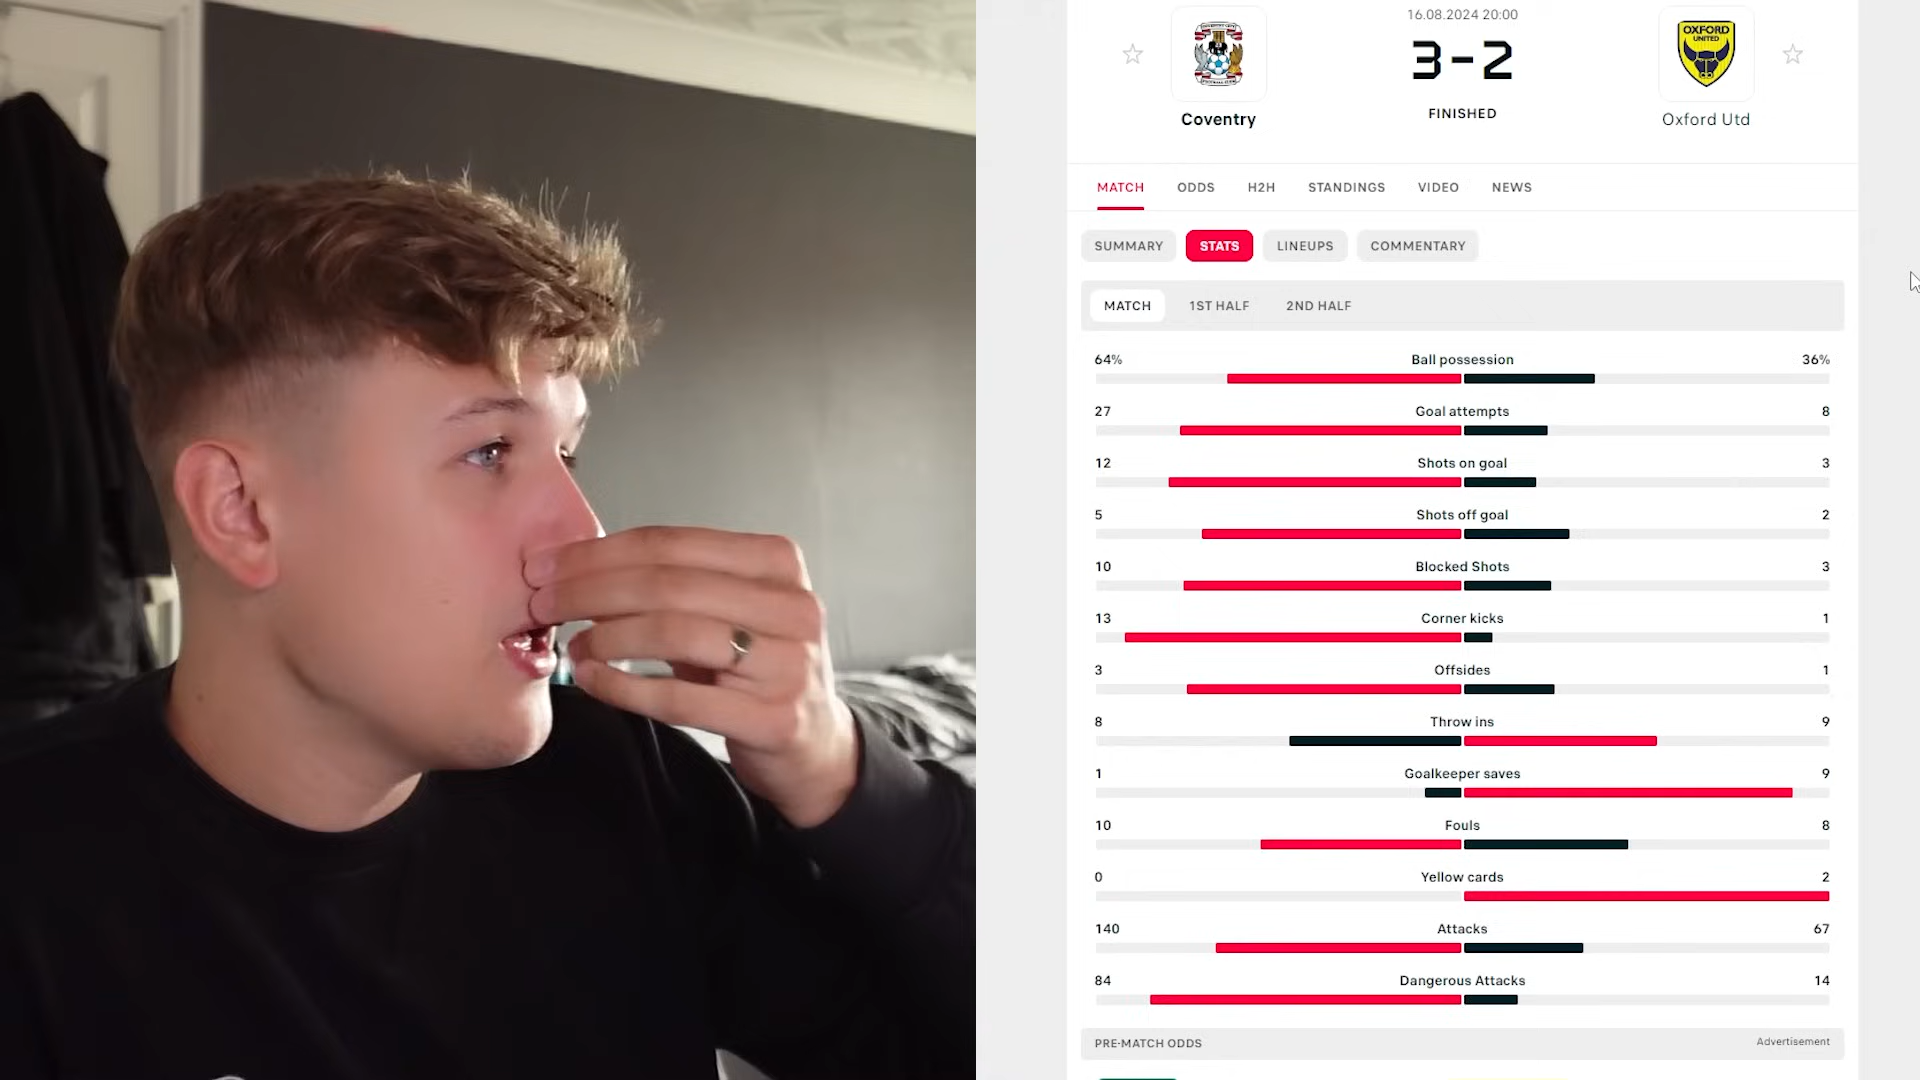 16.08.2024 20:00
3-2
FINISHED
Coventry
OXFORD
UNITED
Oxford Utd
MATCH ODDS H2H STANDINGS VIDEO NEWS
SUMMARY STATS LINEUPS COMMENTARY
MATCH 1ST HALF 2ND HALF
64% Ball possession 36%
27 Goal attempts 8
12 Shots on goal 3
5 Shots off goal 2
10 Blocked Shots 3
13 Corner kicks 1
3 Offsides 1
8 Throw ins 9
1 Goalkeeper saves 9
10 Fouls 8
0 Yellow cards 2
140 Attacks 67
84 Dangerous Attacks 14
PRE-MATCH ODDS Advertisement